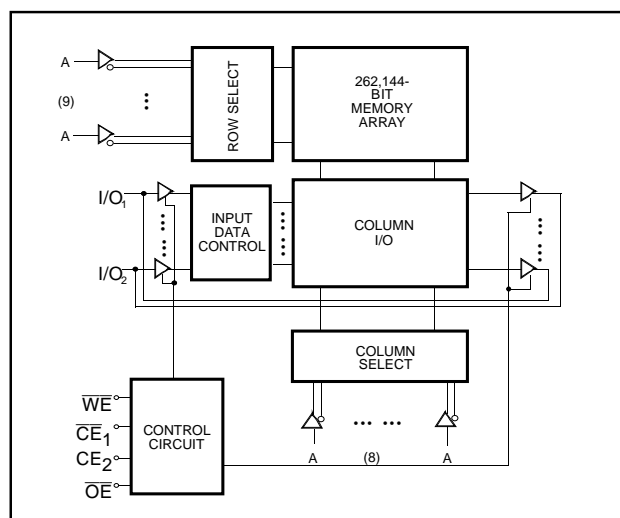 A
(9)
A
ROW SELECT
262,144-
BIT
MEMORY
ARRAY
I/O1
I/O2
INPUT
DATA
CONTROL
COLUMN
I/O
COLUMN
SELECT
WE
CE1
CE2
OE
CONTROL
CIRCUIT
A (8) A